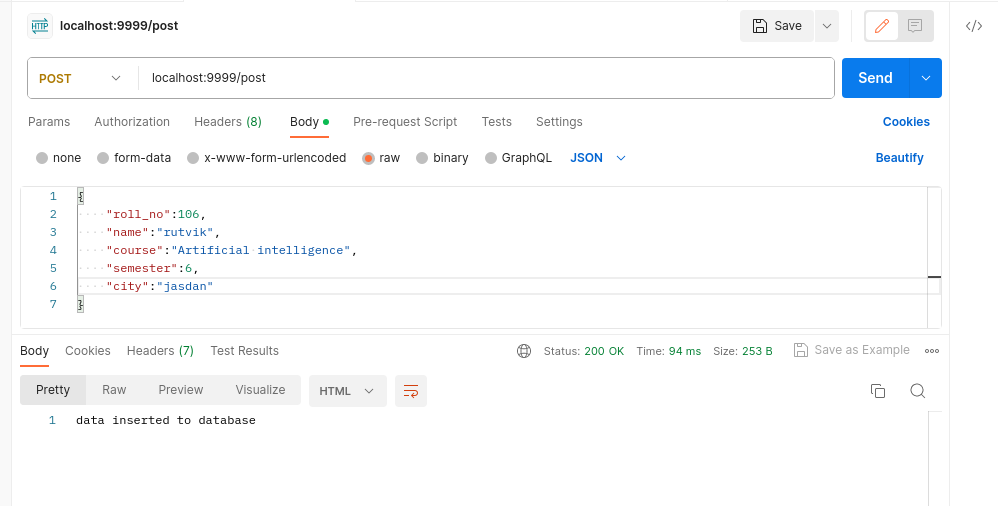 HTTP localhost:9999/post Save
POST localhost:9999/post Send
Params Authorization Headers (8) Body Pre-request Script Tests Settings Cookies
none form-data x-www-form-urlencoded raw binary GraphQL JSON Beautify
1 {
2 "roll_no":106,
3 "name":"rutvik",
4 "course":"Artificial intelligence",
5 "semester":6,
6 "city":"jasdan"
7 }
Body Cookies Headers (7) Test Results Status: 200 OK Time: 94 ms Size: 253 B Save as Example
Pretty Raw Preview Visualize HTML
1 data inserted to database